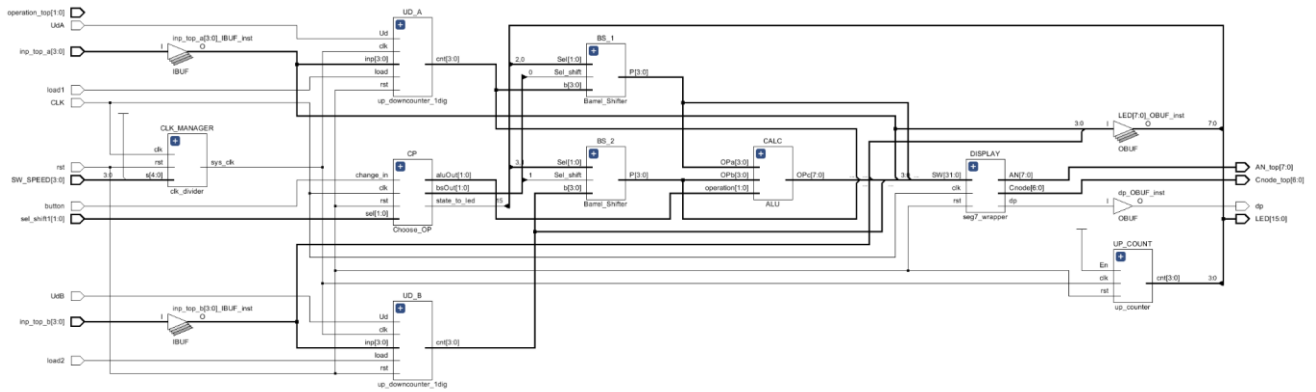 operation_top[1:0]
UdA
inp_top_a[3:0]
inp_top_a[3:0]_IBUF_inst
I O
IBUF
load1
CLK
CLK_MANAGER
clk
rst
s[4:0]
sys_clk
clk_divider
rst
SW_SPEED[3:0]
3:0
button
sel_shift1[1:0]
UdB
inp_top_b[3:0]
inp_top_b[3:0]_IBUF_inst
I O
IBUF
load2
UD_A
Ud
clk
inp[3:0]
load
rst
cnt[3:0]
up_downcounter_1dig
CP
change_in
clk
rst
sel[1:0]
aluOut[1:0]
bsOut[1:0]
state_to_led
15
Choose_OP
UD_B
Ud
clk
inp[3:0]
load
rst
cnt[3:0]
up_downcounter_1dig
BS_1
2,0
0
Sel[1:0]
Sel_shift
b[3:0]
P[3:0]
Barrel_Shifter
BS_2
3,1
1
Sel[1:0]
Sel_shift
b[3:0]
P[3:0]
Barrel_Shifter
CALC
OPa[3:0]
OPb[3:0]
operation[1:0]
OPc[7:0]
ALU
DISPLAY
... 3:0 ...
SW[31:0]
clk
rst
AN[7:0]
Cnode[6:0]
dp
seg7_wrapper
LED[7:0]_OBUF_inst
3:0
I O
7:0
OBUF
dp_OBUF_inst
I O
OBUF
UP_COUNT
En
clk
rst
cnt[3:0]
3:0
up_counter
AN_top[7:0]
Cnode_top[6:0]
dp
LED[15:0]